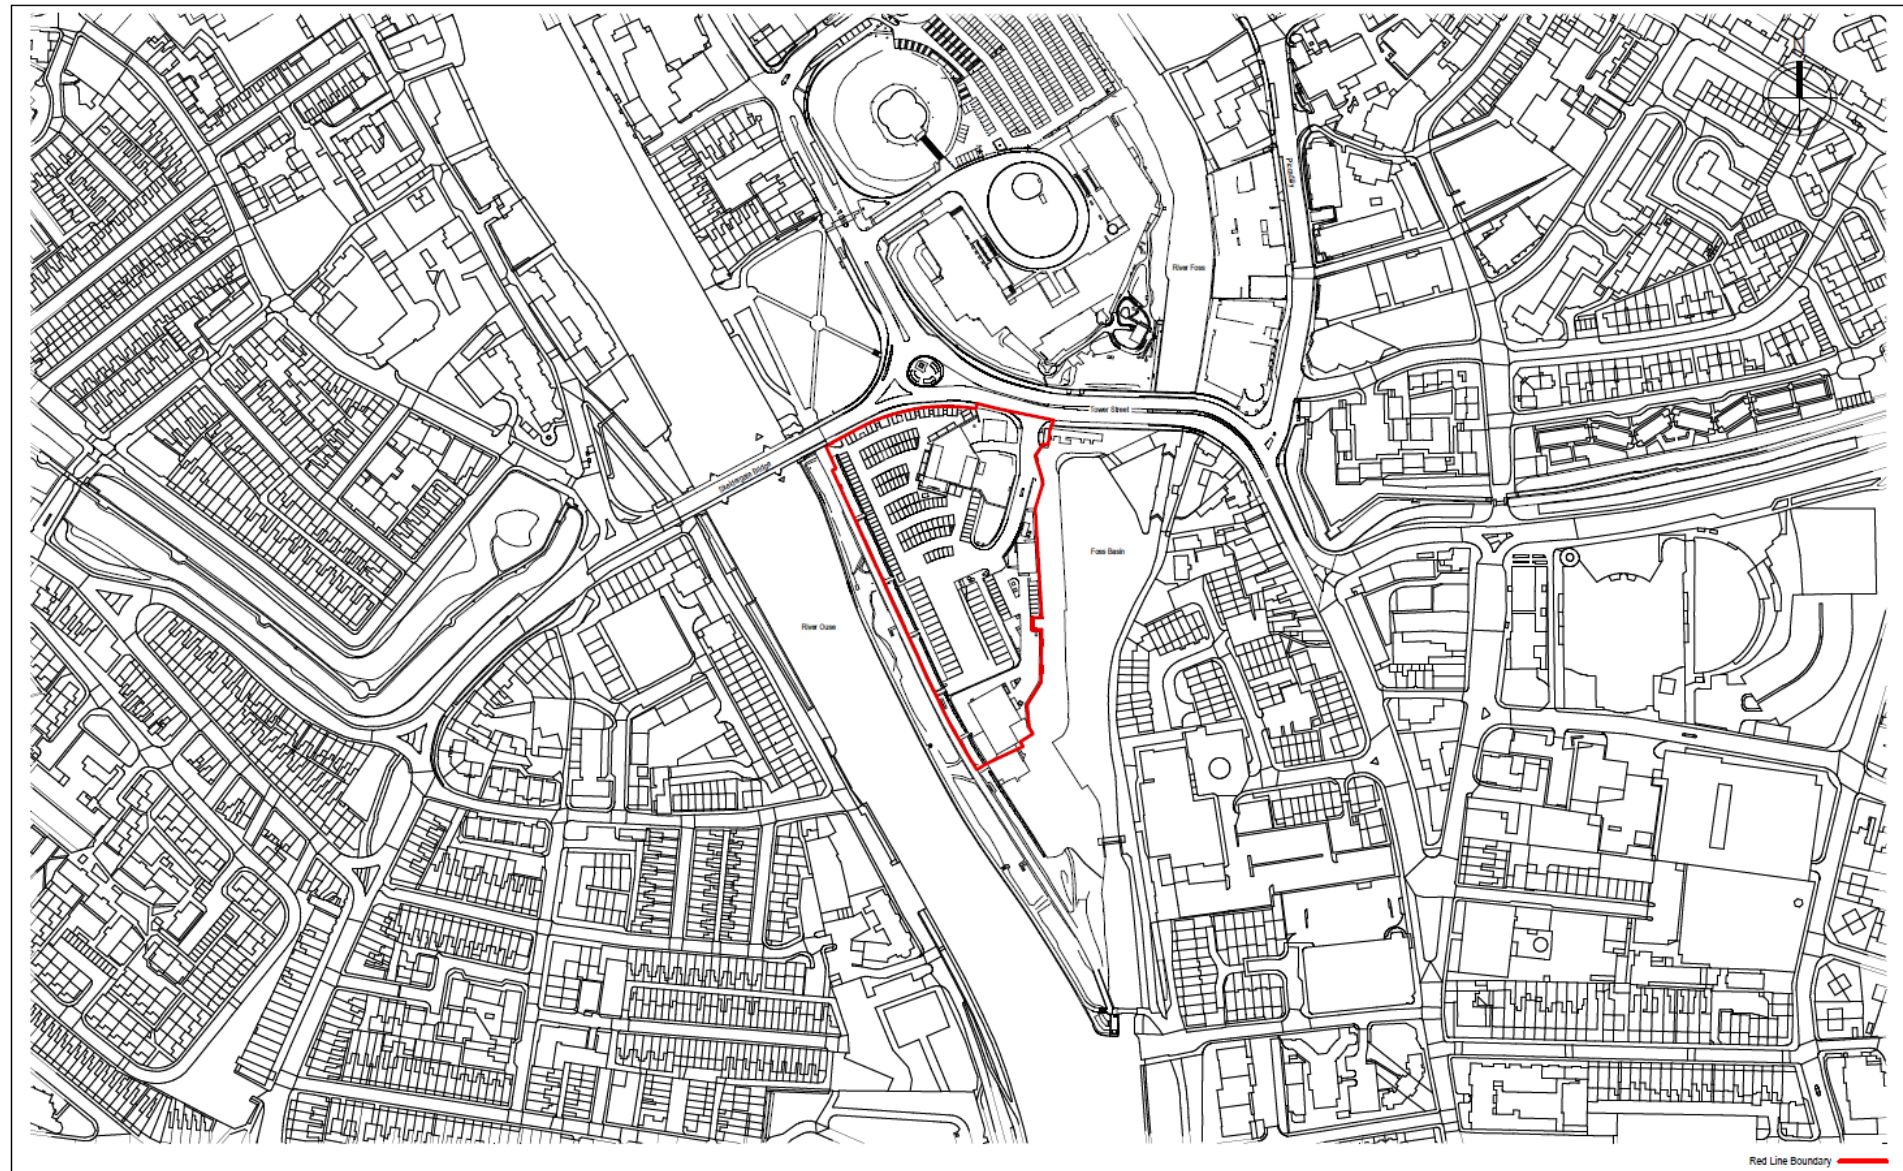 N
Piccadilly
River Foss
Tower Street
Skeldergate Bridge
Foss Basin
River Ouse
Red Line Boundary